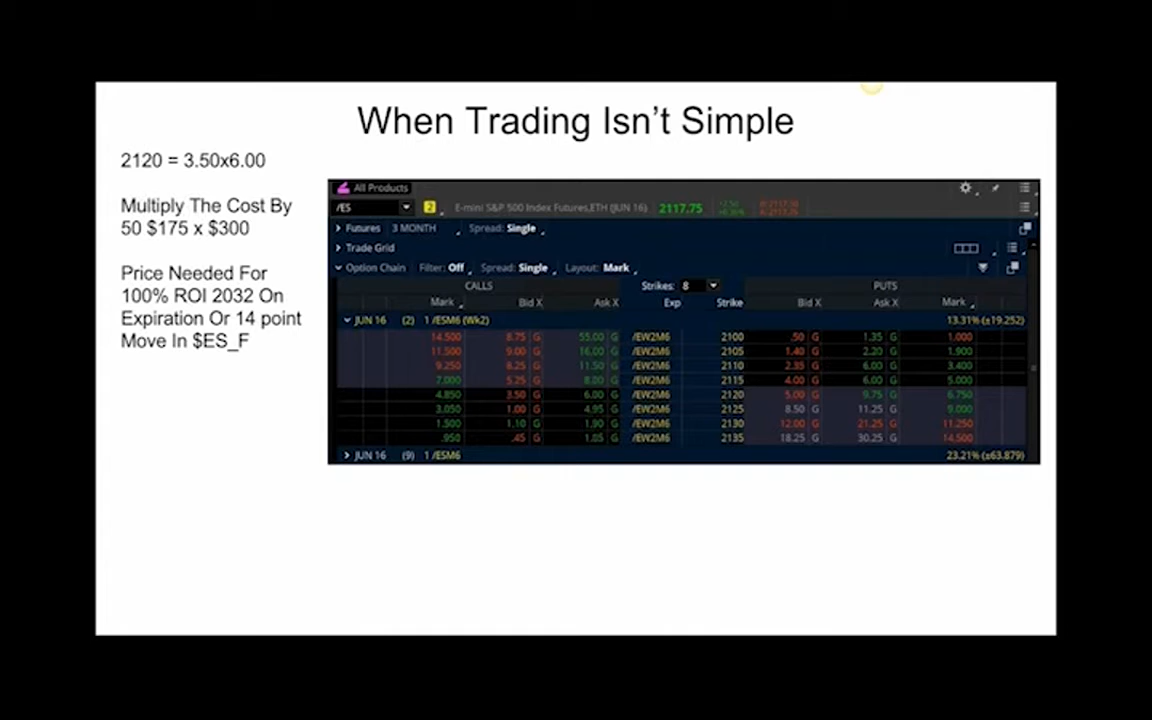 When Trading Isn't Simple
2120 = 3.50x6.00
Multiply The Cost By
50 $175 x $300
Price Needed For
100% ROI 2032 On
Expiration Or 14 point
Move In $ES_F
All Products
/ES 2 E-mini S&P 500 Index Futures,ETH (JUN 16) 2117.75
Futures 3 MONTH Spread: Single
Trade Grid
Option Chain Filter: Off Spread: Single Layout: Mark
CALLS Strikes: 8 PUTS
Mark Bid X Ask X Exp Strike Bid X Ask X Mark
JUN 16 (2) 1 /ESM6 (Wk2) 13.31% (±19.252)
14.500 8.75 G 55.00 G /EW2M6 2100 .50 G 1.35 G 1.000
11.500 9.00 G 16.00 G /EW2M6 2105 1.40 G 2.20 G 1.900
9.250 8.25 G 11.50 G /EW2M6 2110 2.35 G 6.00 G 3.400
7.000 5.25 G 8.00 G /EW2M6 2115 4.00 G 6.00 G 5.000
4.850 3.50 G 6.00 G /EW2M6 2120 5.00 G 9.75 G 6.750
3.050 1.00 G 4.95 G /EW2M6 2125 8.50 G 11.25 G 9.000
1.500 1.10 G 1.90 G /EW2M6 2130 12.00 G 21.25 G 11.250
.950 .45 G 1.05 G /EW2M6 2135 18.25 G 30.25 G 14.500
JUN 16 (9) 1 /ESM6 23.21% (±63.879)